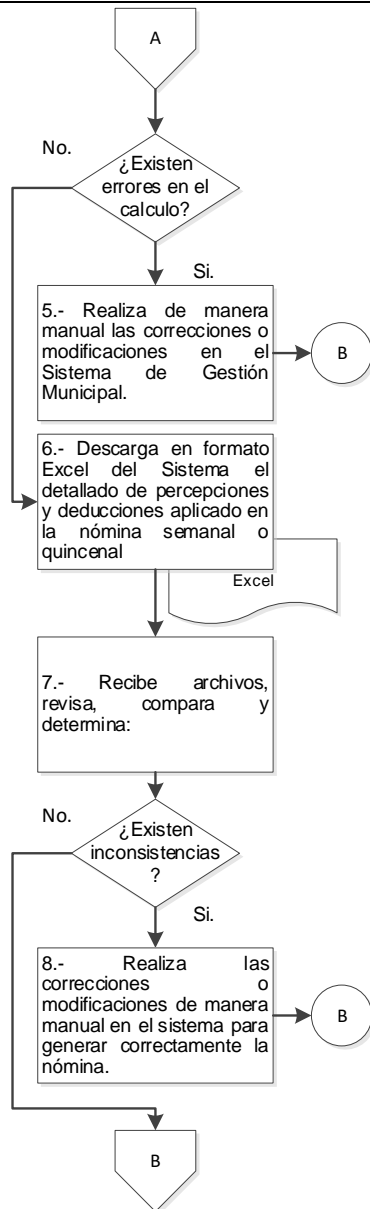 A
No.
¿Existen
errores en el
calculo?
Si.
5.- Realiza de manera
manual las correcciones o
modificaciones en el
Sistema de Gestión
Municipal.
B
6.- Descarga en formato
Excel del Sistema el
detallado de percepciones
y deducciones aplicado en
la nómina semanal o
quincenal
Excel
7.- Recibe archivos,
revisa, compara y
determina:
No.
¿Existen
inconsistencias
?
Si.
8.- Realiza las
correcciones o
modificaciones de manera
manual en el sistema para
generar correctamente la
nómina.
B
B